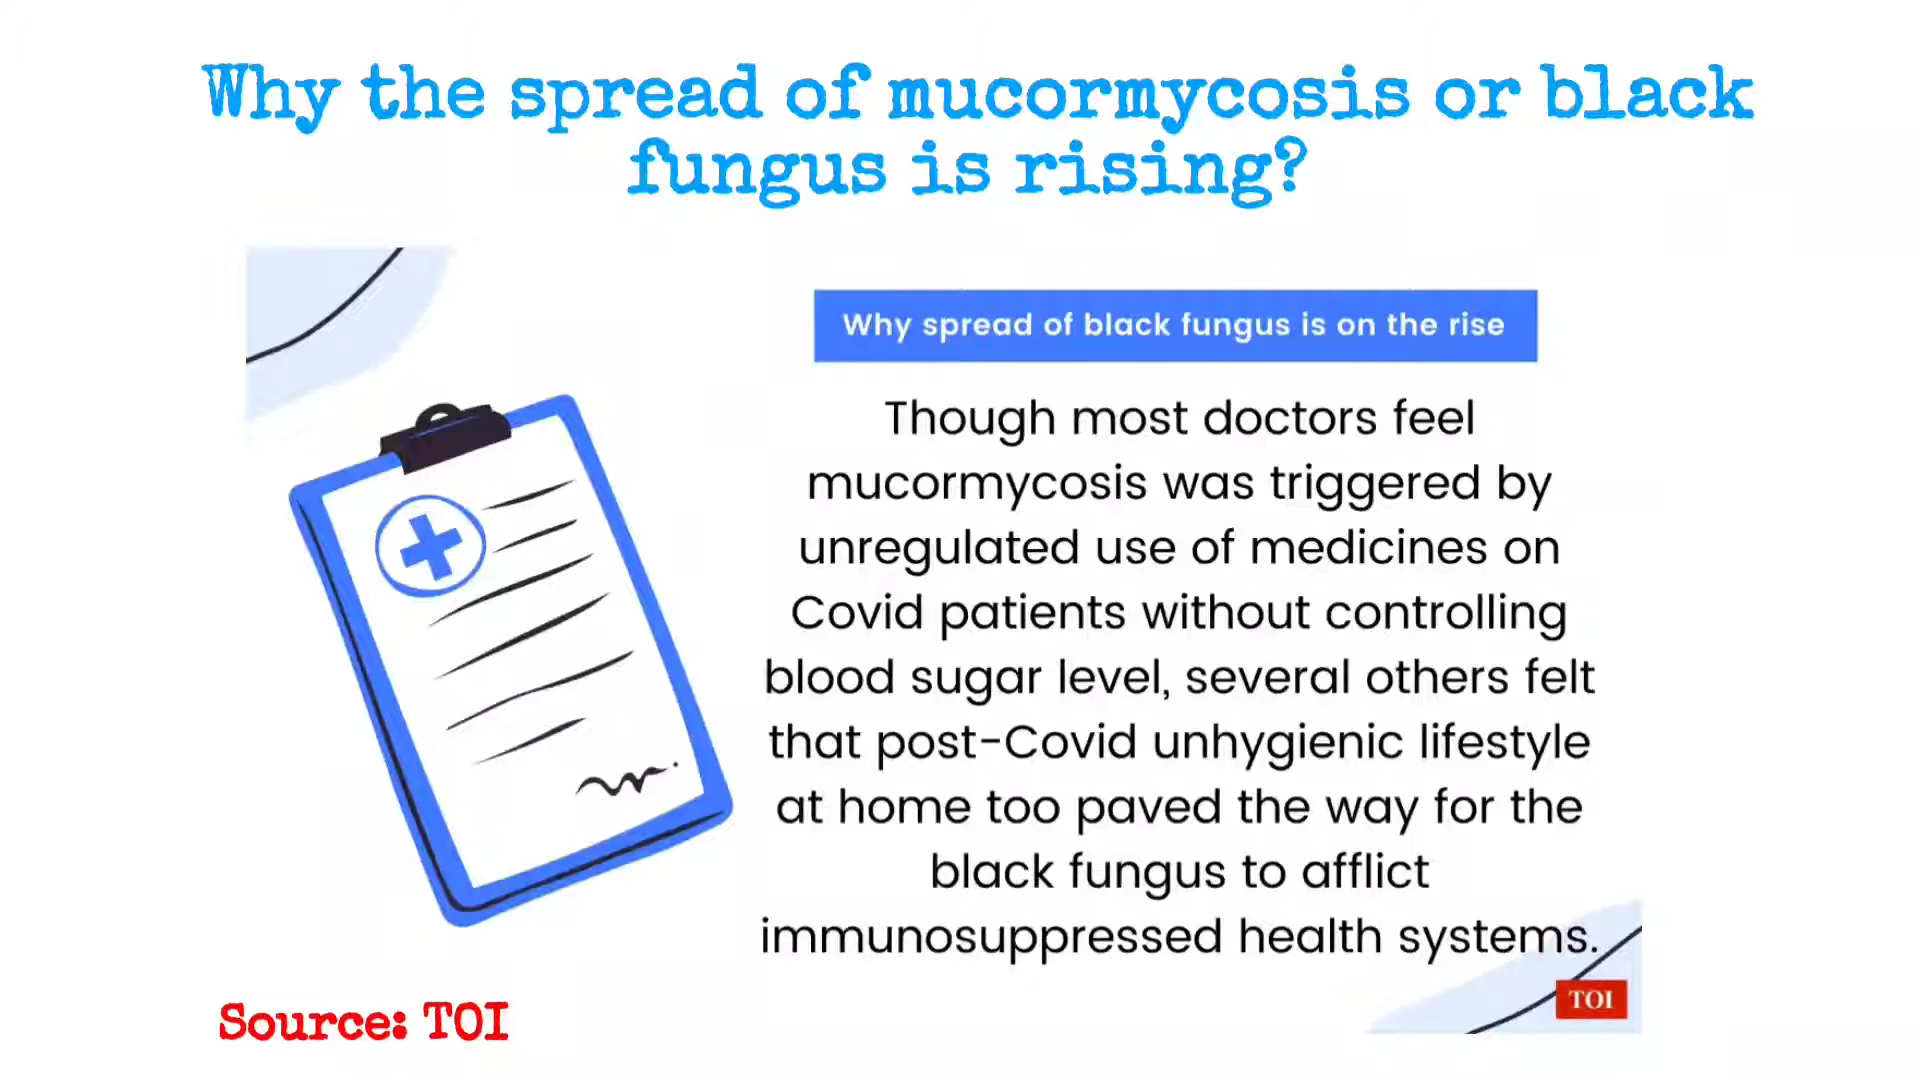 Why the spread of mucormycosis or black
fungus is rising?
Why spread of black fungus is on the rise
Though most doctors feel
mucormycosis was triggered by
unregulated use of medicines on
Covid patients without controlling
blood sugar level, several others felt
that post-Covid unhygienic lifestyle
at home too paved the way for the
black fungus to afflict
immunosuppressed health systems.
TOI
Source: TOI